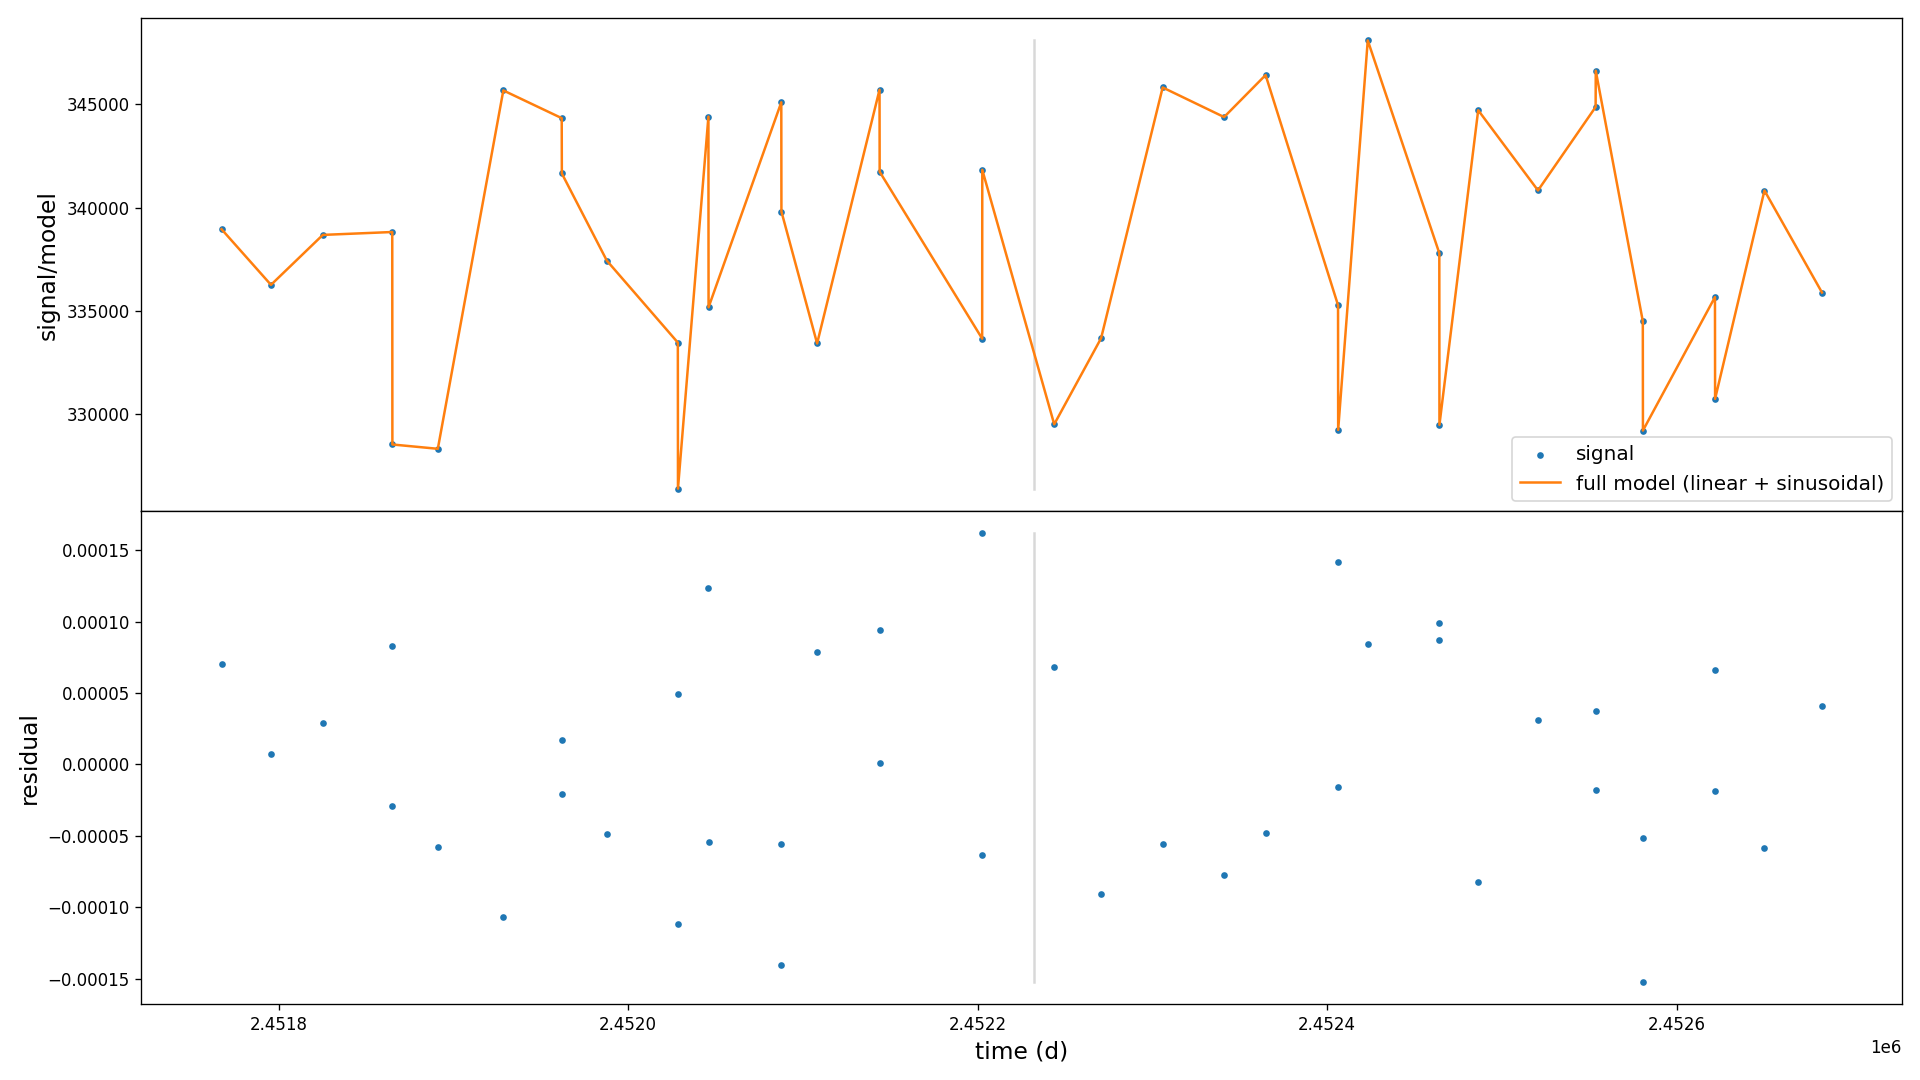 345000
340000
335000
330000
signal/model
signal
full model (linear + sinusoidal)
0.00015
0.00010
0.00005
0.00000
−0.00005
−0.00010
−0.00015
residual
2.4518
2.4520
2.4522
2.4524
2.4526
1e6
time (d)